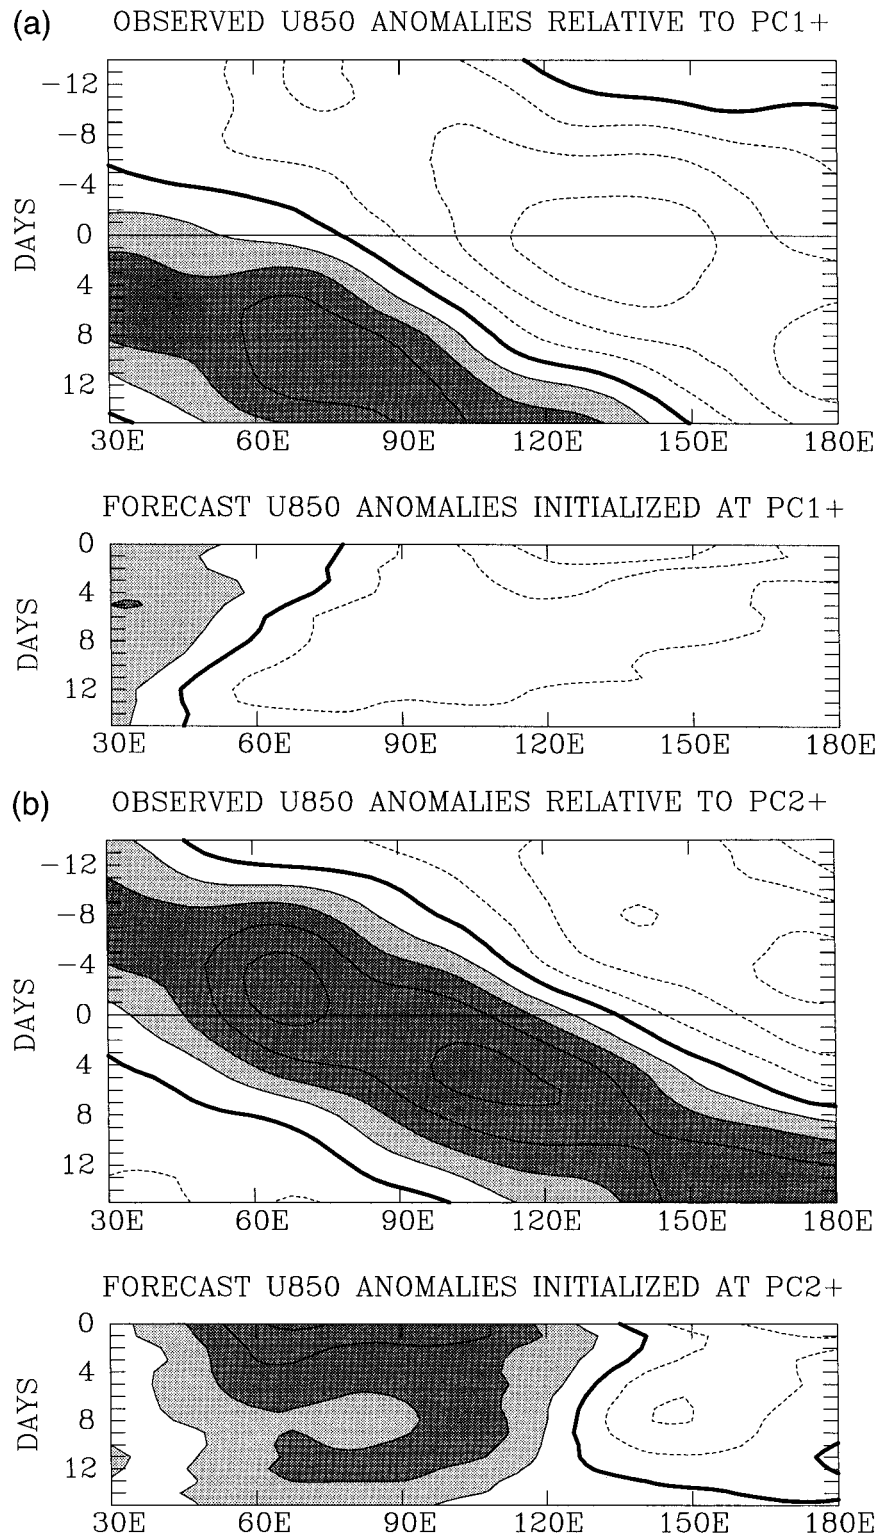 (a) OBSERVED U850 ANOMALIES RELATIVE TO PC1+
−12
−8
−4
0
4
8
12
DAYS
30E 60E 90E 120E 150E 180E
FORECAST U850 ANOMALIES INITIALIZED AT PC1+
0
4
8
12
DAYS
30E 60E 90E 120E 150E 180E
(b) OBSERVED U850 ANOMALIES RELATIVE TO PC2+
−12
−8
−4
0
4
8
12
DAYS
30E 60E 90E 120E 150E 180E
FORECAST U850 ANOMALIES INITIALIZED AT PC2+
0
4
8
12
DAYS
30E 60E 90E 120E 150E 180E